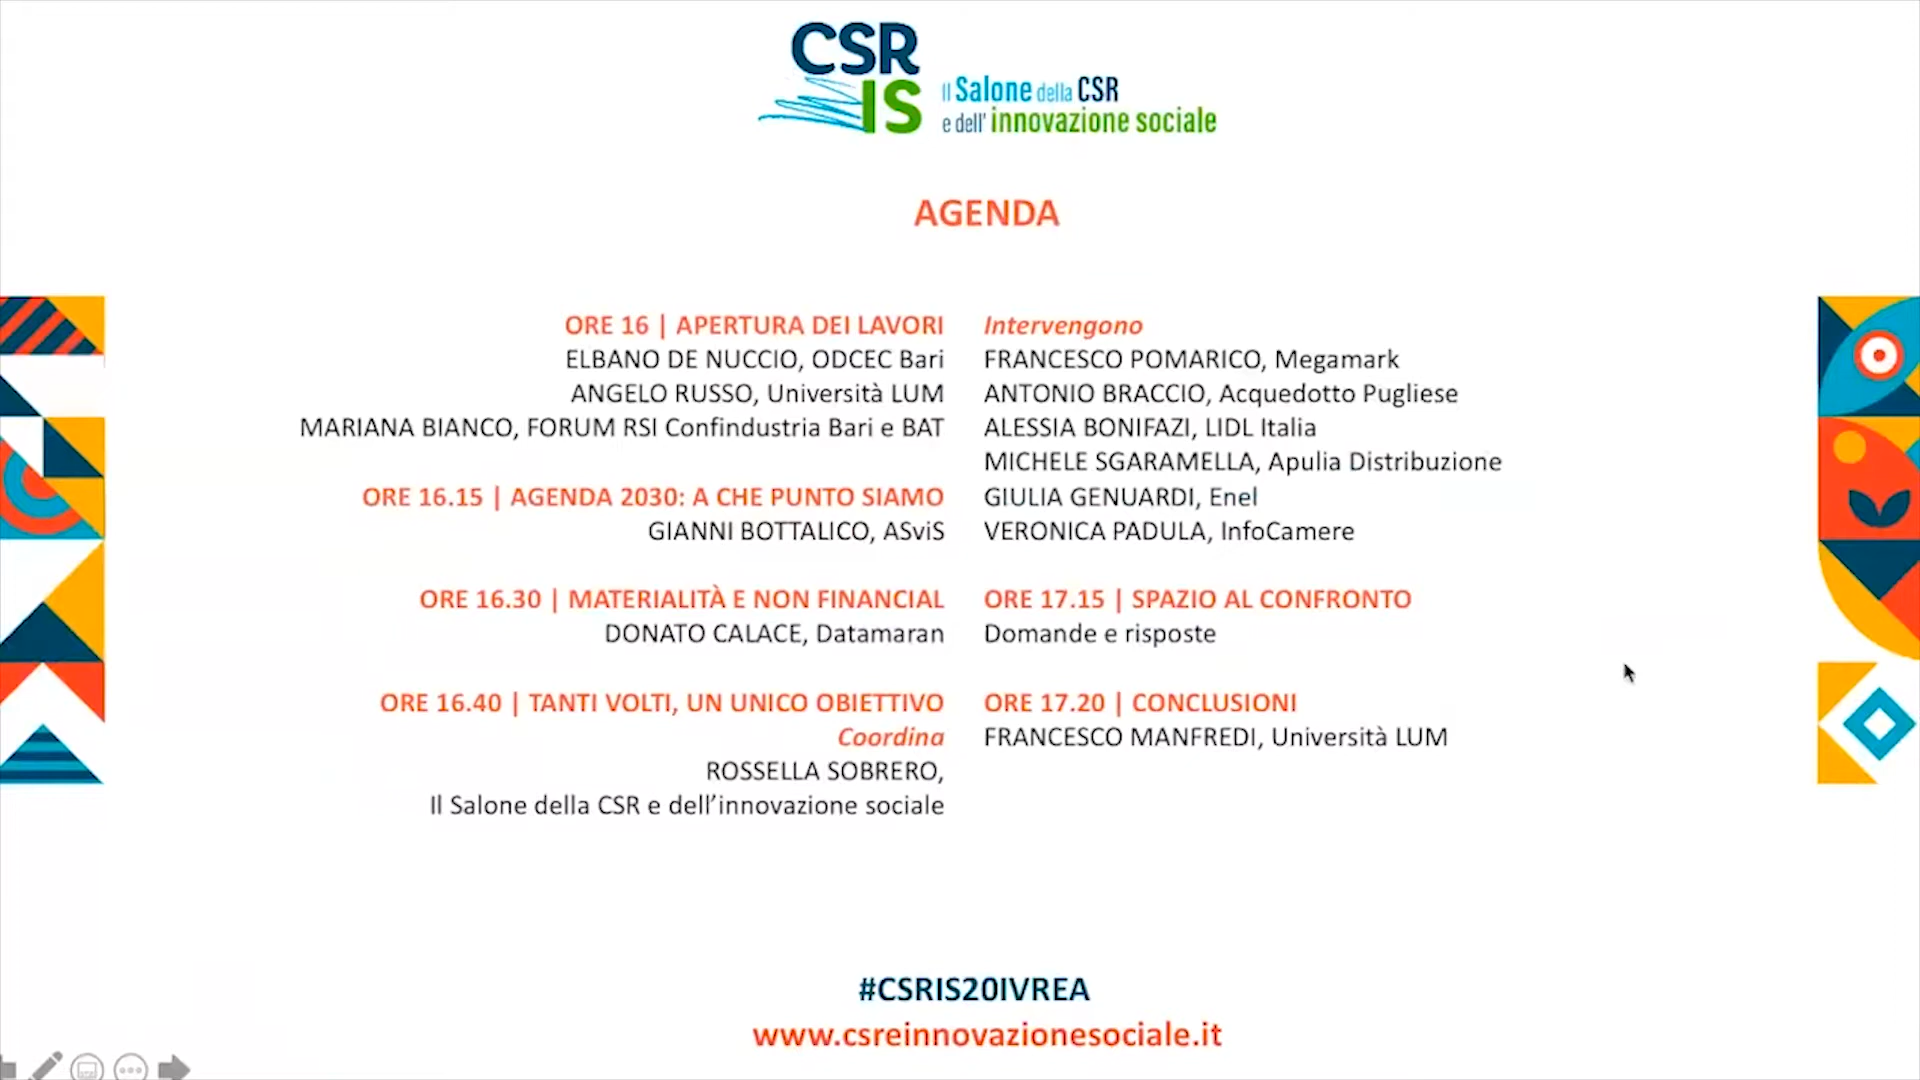 CSR
IS
Il Salone della CSR
e dell' innovazione sociale
AGENDA
ORE 16 | APERTURA DEI LAVORI
ELBANO DE NUCCIO, ODCEC Bari
ANGELO RUSSO, Università LUM
MARIANA BIANCO, FORUM RSI Confindustria Bari e BAT
ORE 16.15 | AGENDA 2030: A CHE PUNTO SIAMO
GIANNI BOTTALICO, ASviS
ORE 16.30 | MATERIALITÀ E NON FINANCIAL
DONATO CALACE, Datamaran
ORE 16.40 | TANTI VOLTI, UN UNICO OBIETTIVO
Coordina
ROSSELLA SOBRERO,
Il Salone della CSR e dell’innovazione sociale
Intervengono
FRANCESCO POMARICO, Megamark
ANTONIO BRACCIO, Acquedotto Pugliese
ALESSIA BONIFAZI, LIDL Italia
MICHELE SGARAMELLA, Apulia Distribuzione
GIULIA GENUARDI, Enel
VERONICA PADULA, InfoCamere
ORE 17.15 | SPAZIO AL CONFRONTO
Domande e risposte
ORE 17.20 | CONCLUSIONI
FRANCESCO MANFREDI, Università LUM
#CSRIS20IVREA
www.csreinnovazionesociale.it